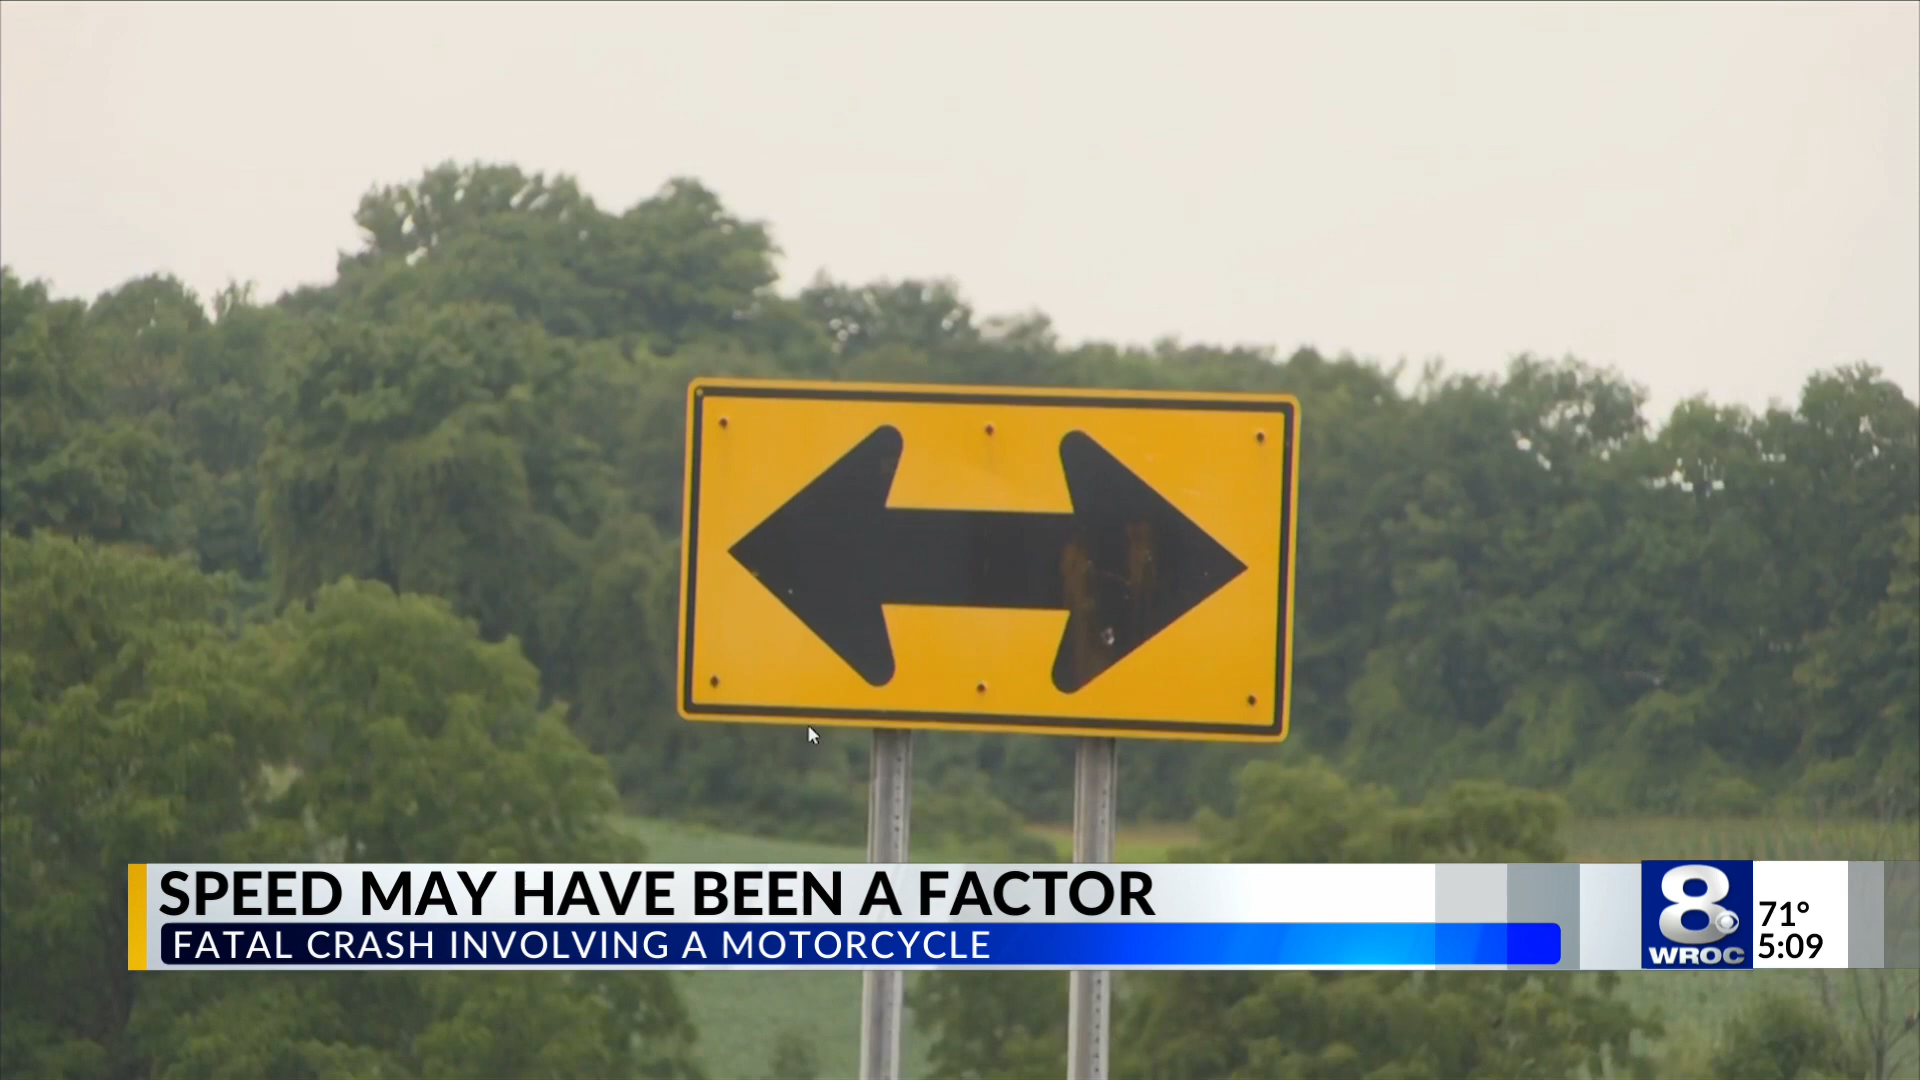 SPEED MAY HAVE BEEN A FACTOR
FATAL CRASH INVOLVING A MOTORCYCLE
8
WROC
71°
5:09